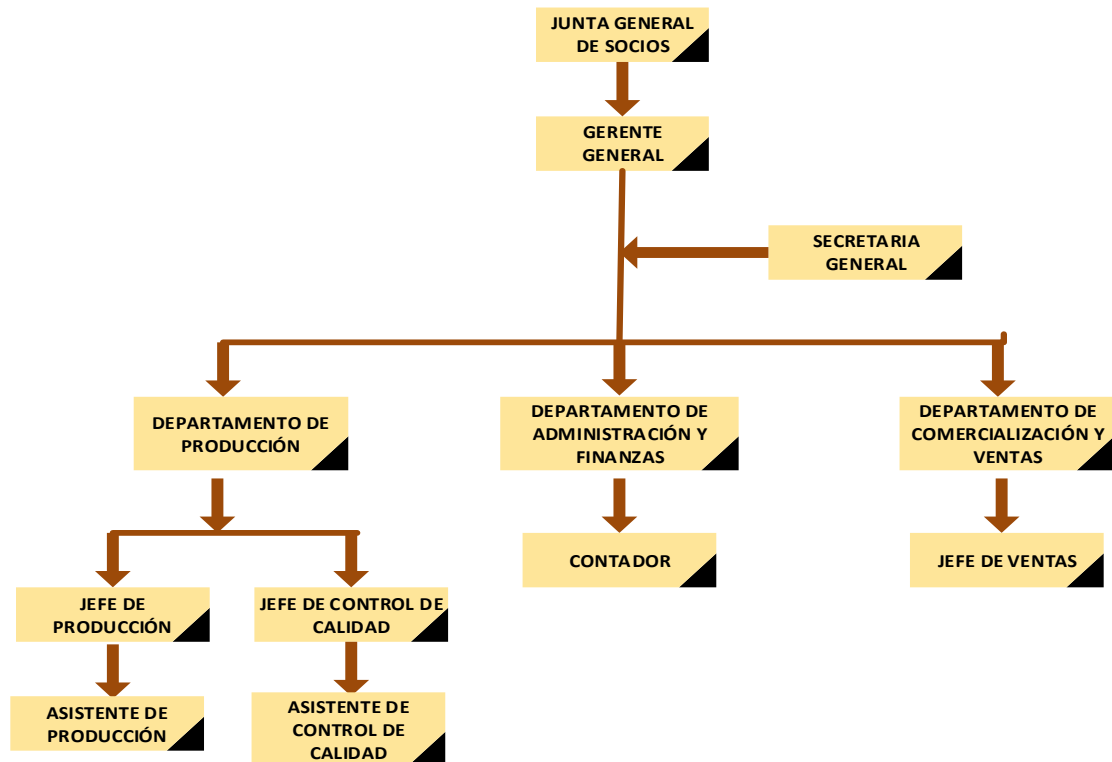 JUNTA GENERAL
DE SOCIOS
GERENTE
GENERAL
SECRETARIA
GENERAL
DEPARTAMENTO DE
PRODUCCIÓN
DEPARTAMENTO DE
ADMINISTRACIÓN Y
FINANZAS
DEPARTAMENTO DE
COMERCIALIZACIÓN Y
VENTAS
CONTADOR
JEFE DE VENTAS
JEFE DE
PRODUCCIÓN
JEFE DE CONTROL DE
CALIDAD
ASISTENTE DE
PRODUCCIÓN
ASISTENTE DE
CONTROL DE
CALIDAD